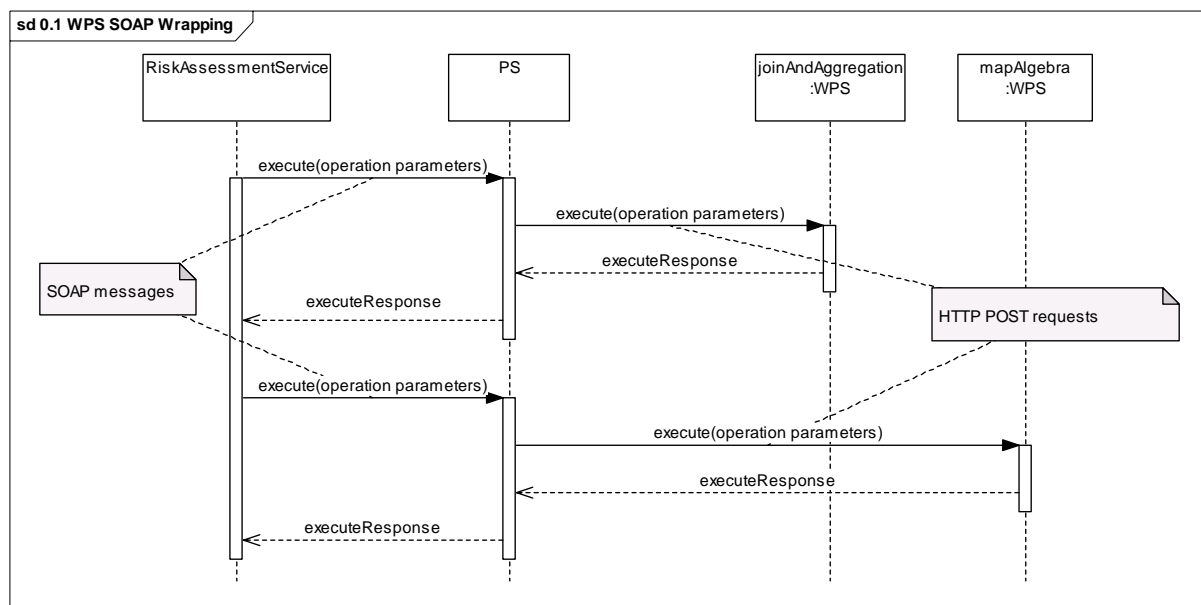 sd 0.1 WPS SOAP Wrapping
RiskAssessmentService
PS
joinAndAggregation
:WPS
mapAlgebra
:WPS
execute(operation parameters)
execute(operation parameters)
executeResponse
SOAP messages
executeResponse
HTTP POST requests
execute(operation parameters)
execute(operation parameters)
executeResponse
executeResponse